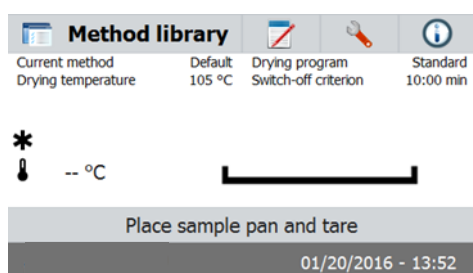 Method library
Current method Default Drying program Standard
Drying temperature 105 °C Switch-off criterion 10:00 min
-- °C
Place sample pan and tare
01/20/2016 - 13:52